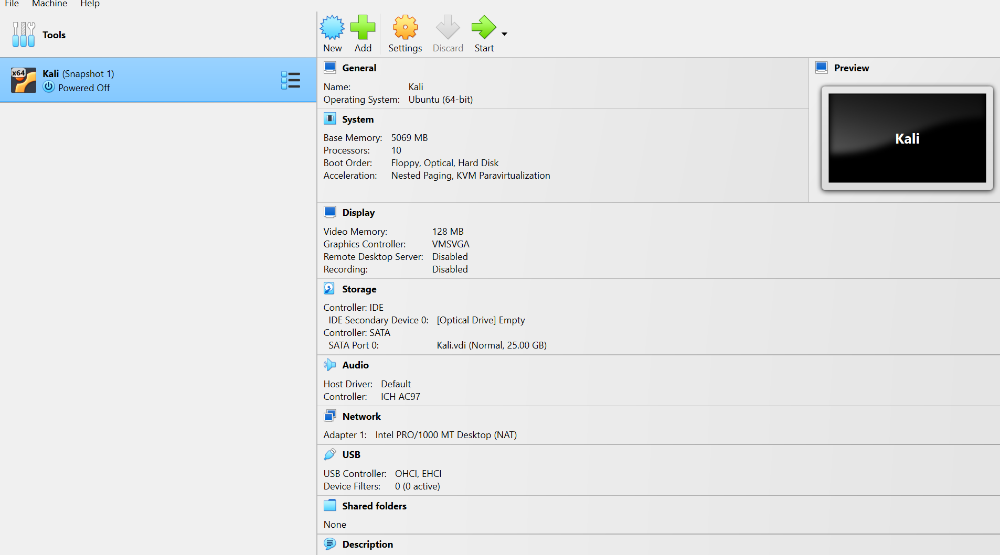 File Machine Help
Tools
x64
Kali (Snapshot 1)
Powered Off
New Add Settings Discard Start
General
Name: Kali
Operating System: Ubuntu (64-bit)
System
Base Memory: 5069 MB
Processors: 10
Boot Order: Floppy, Optical, Hard Disk
Acceleration: Nested Paging, KVM Paravirtualization
Preview
Kali
Display
Video Memory: 128 MB
Graphics Controller: VMSVGA
Remote Desktop Server: Disabled
Recording: Disabled
Storage
Controller: IDE
IDE Secondary Device 0: [Optical Drive] Empty
Controller: SATA
SATA Port 0: Kali.vdi (Normal, 25.00 GB)
Audio
Host Driver: Default
Controller: ICH AC97
Network
Adapter 1: Intel PRO/1000 MT Desktop (NAT)
USB
USB Controller: OHCI, EHCI
Device Filters: 0 (0 active)
Shared folders
None
Description